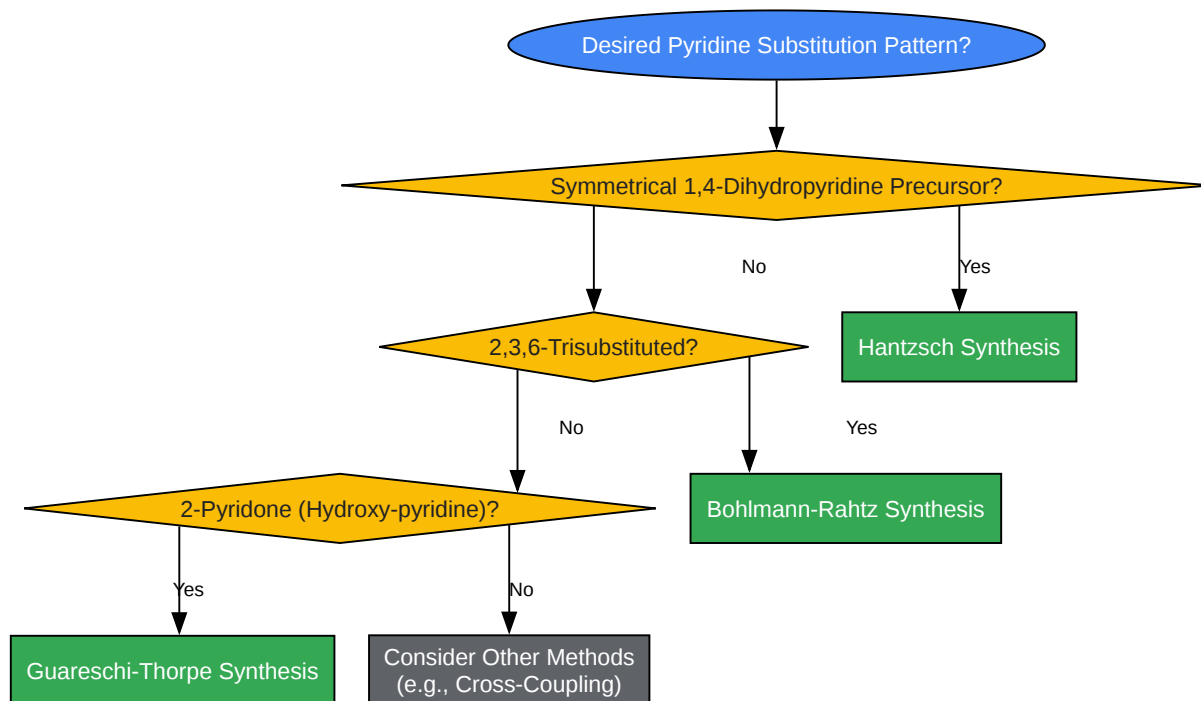 Desired Pyridine Substitution Pattern?
Symmetrical 1,4-Dihydropyridine Precursor?
No
Yes
2,3,6-Trisubstituted?
Hantzsch Synthesis
No
Yes
2-Pyridone (Hydroxy-pyridine)?
Bohlmann-Rahtz Synthesis
Yes
No
Guareschi-Thorpe Synthesis
Consider Other Methods
(e.g., Cross-Coupling)